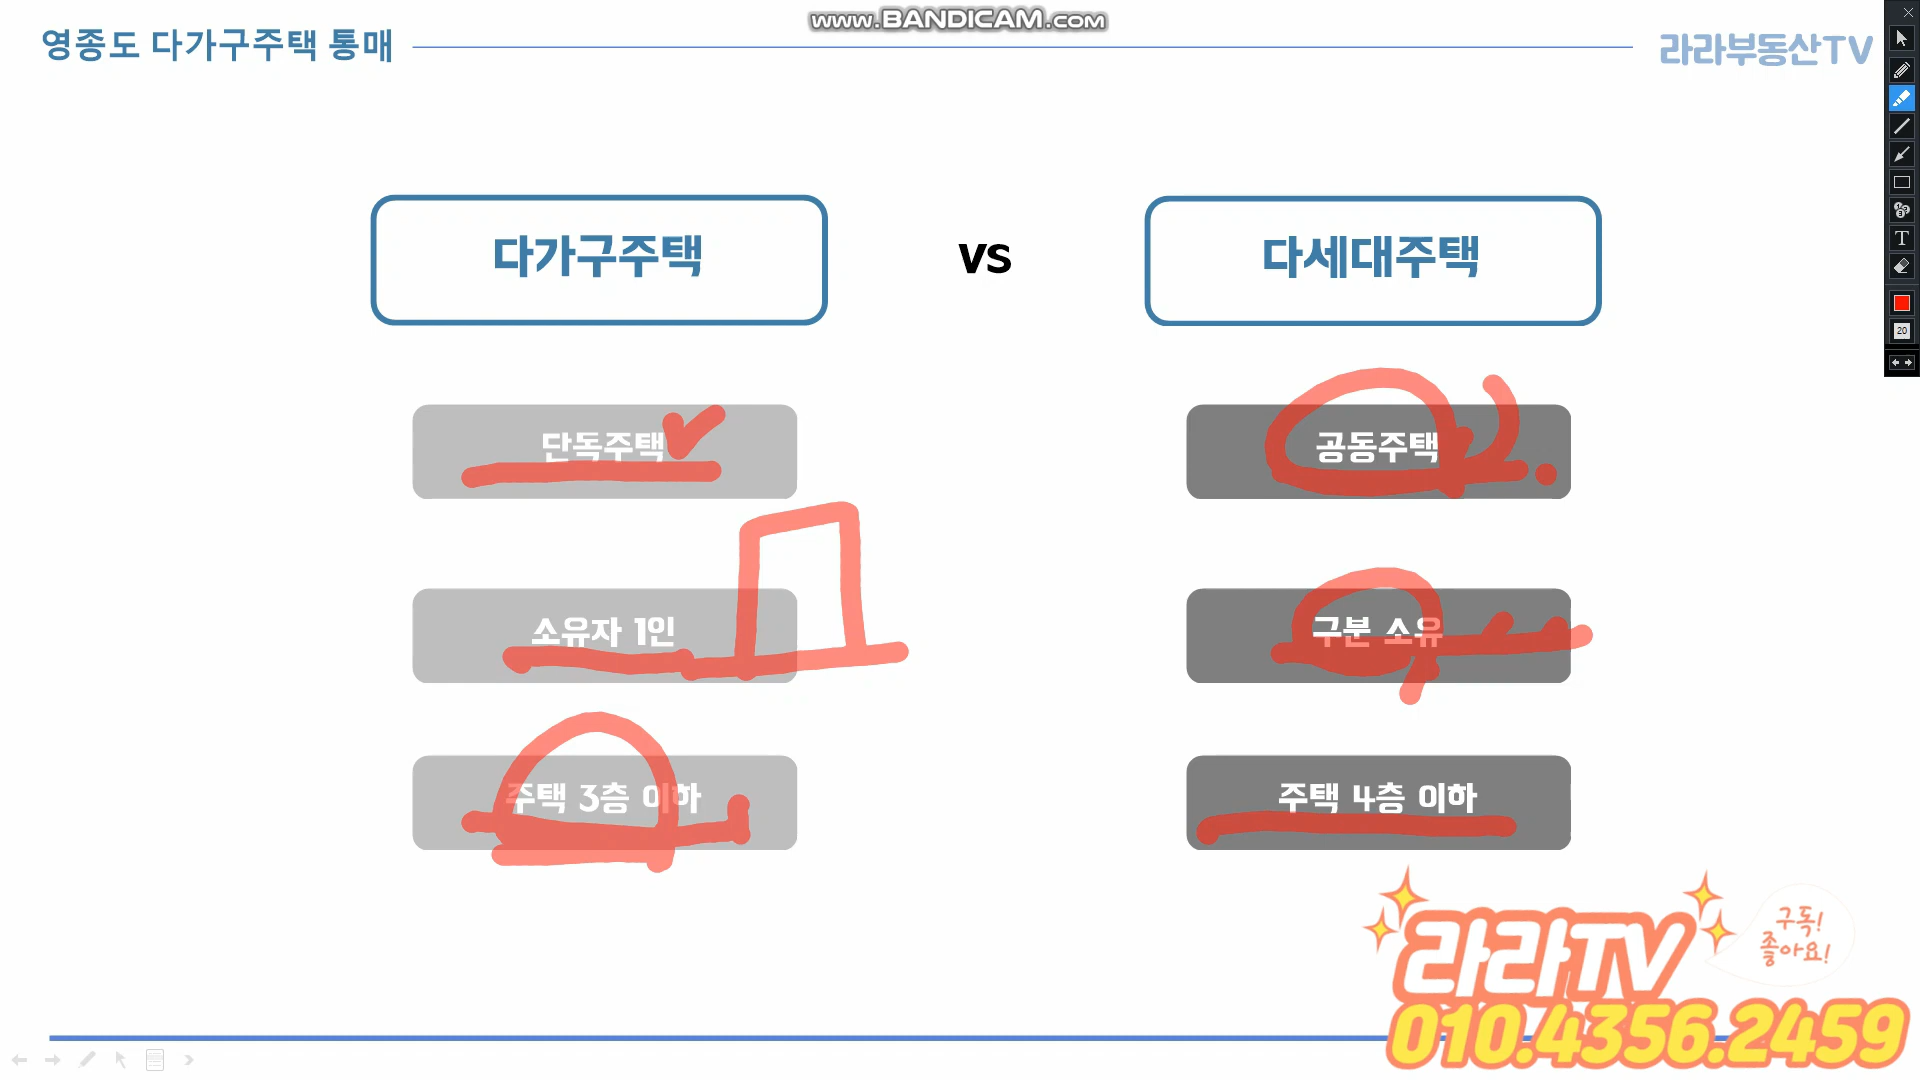 www.BANDICAM.com
영종도 다가구주택 통매
라라부동산TV
다가구주택
vs
다세대주택
단독주택
공동주택
소유자 1인
구분 소유
주택 3층 이하
주택 4층 이하
라라TV
구독!
좋아요!
010.4356.2459
T
20